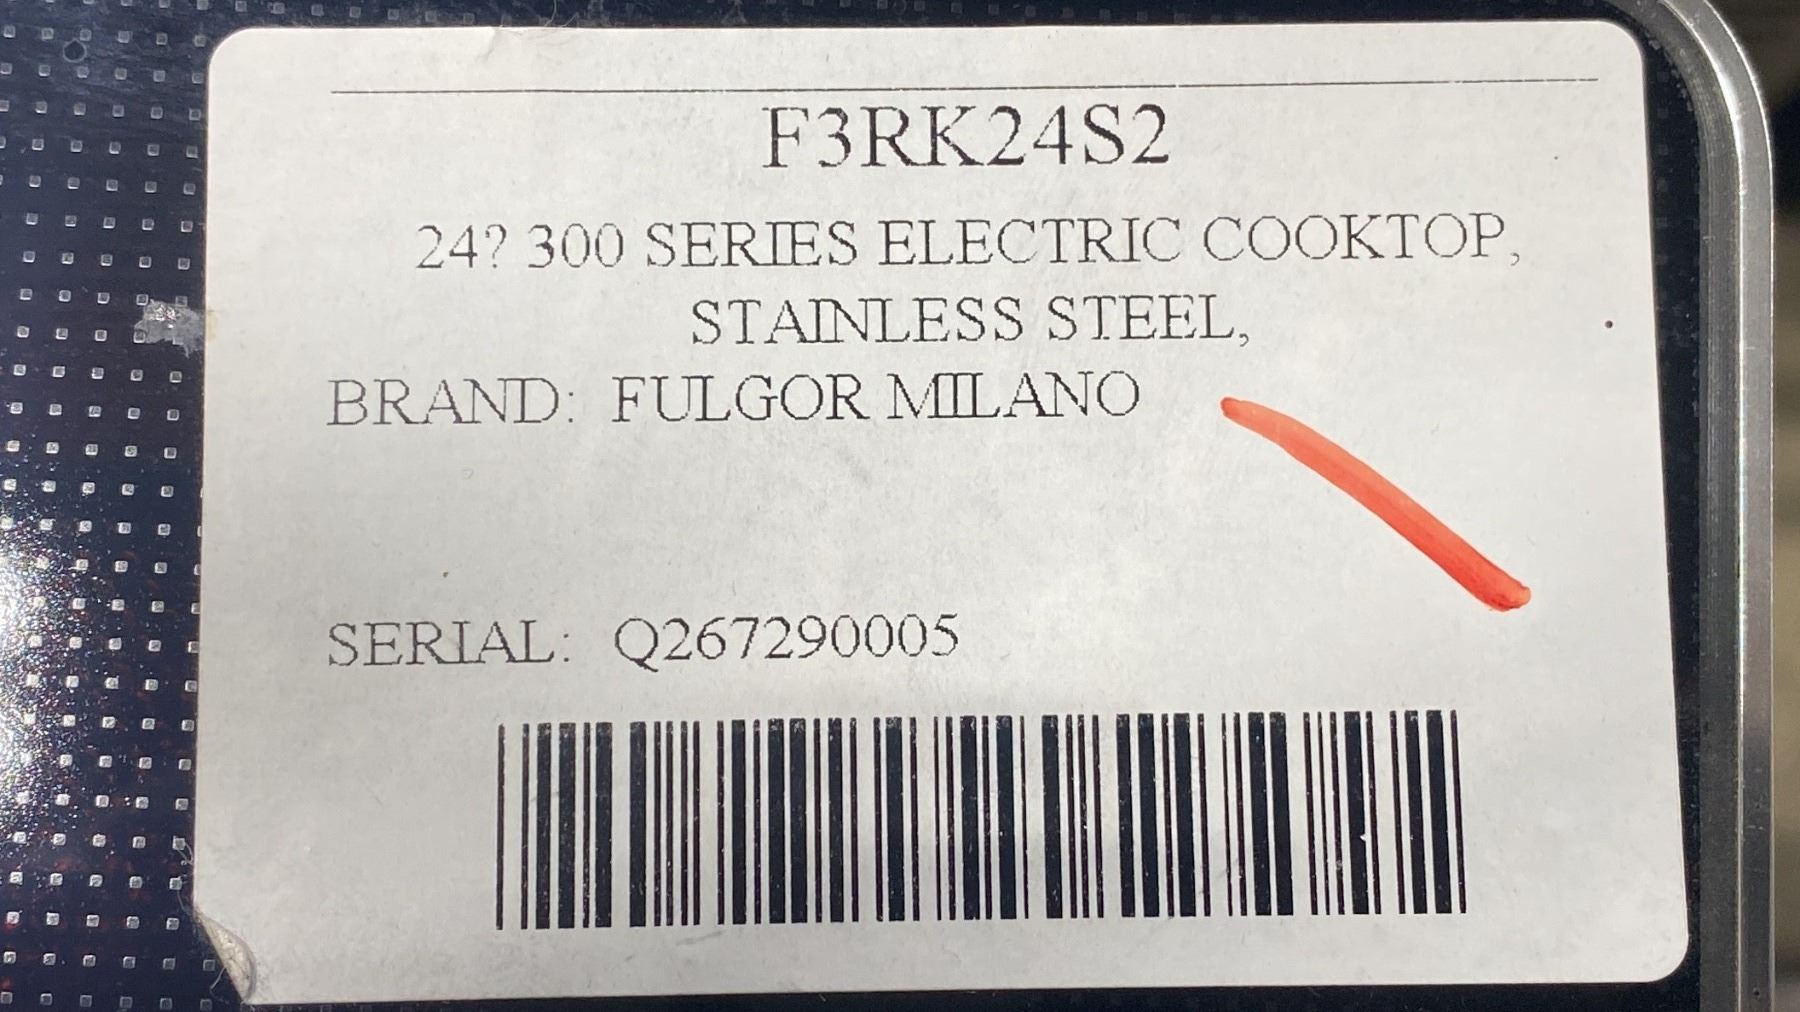 F3RK24S2
24? 300 SERIES ELECTRIC COOKTOP,
STAINLESS STEEL,
BRAND: FULGOR MILANO
SERIAL: Q267290005